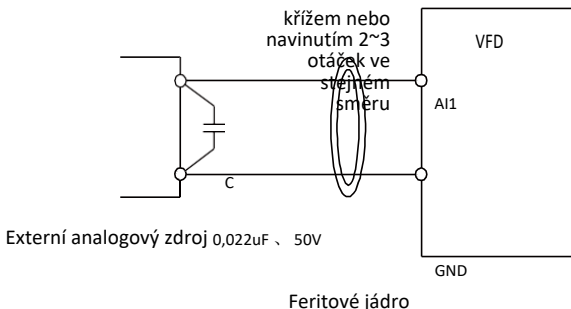 křížem nebo
navinutím 2~3
otáček ve
stejném
směru
VFD
AI1
C
Externí analogový zdroj 0,022uF 、 50V
GND
Feritové jádro